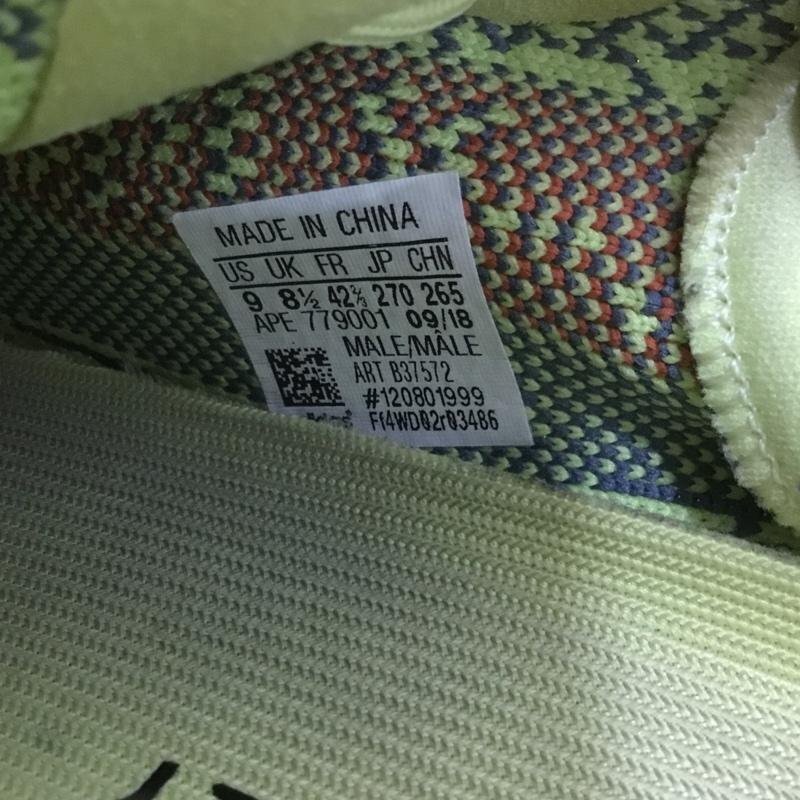 MADE IN CHINA
US UK FR JP CHN
9 8½ 42⅔ 270 265
APE 779001 09/18
MALE/MÂLE
ART B37572
#120801999
Ff4WD02r03486